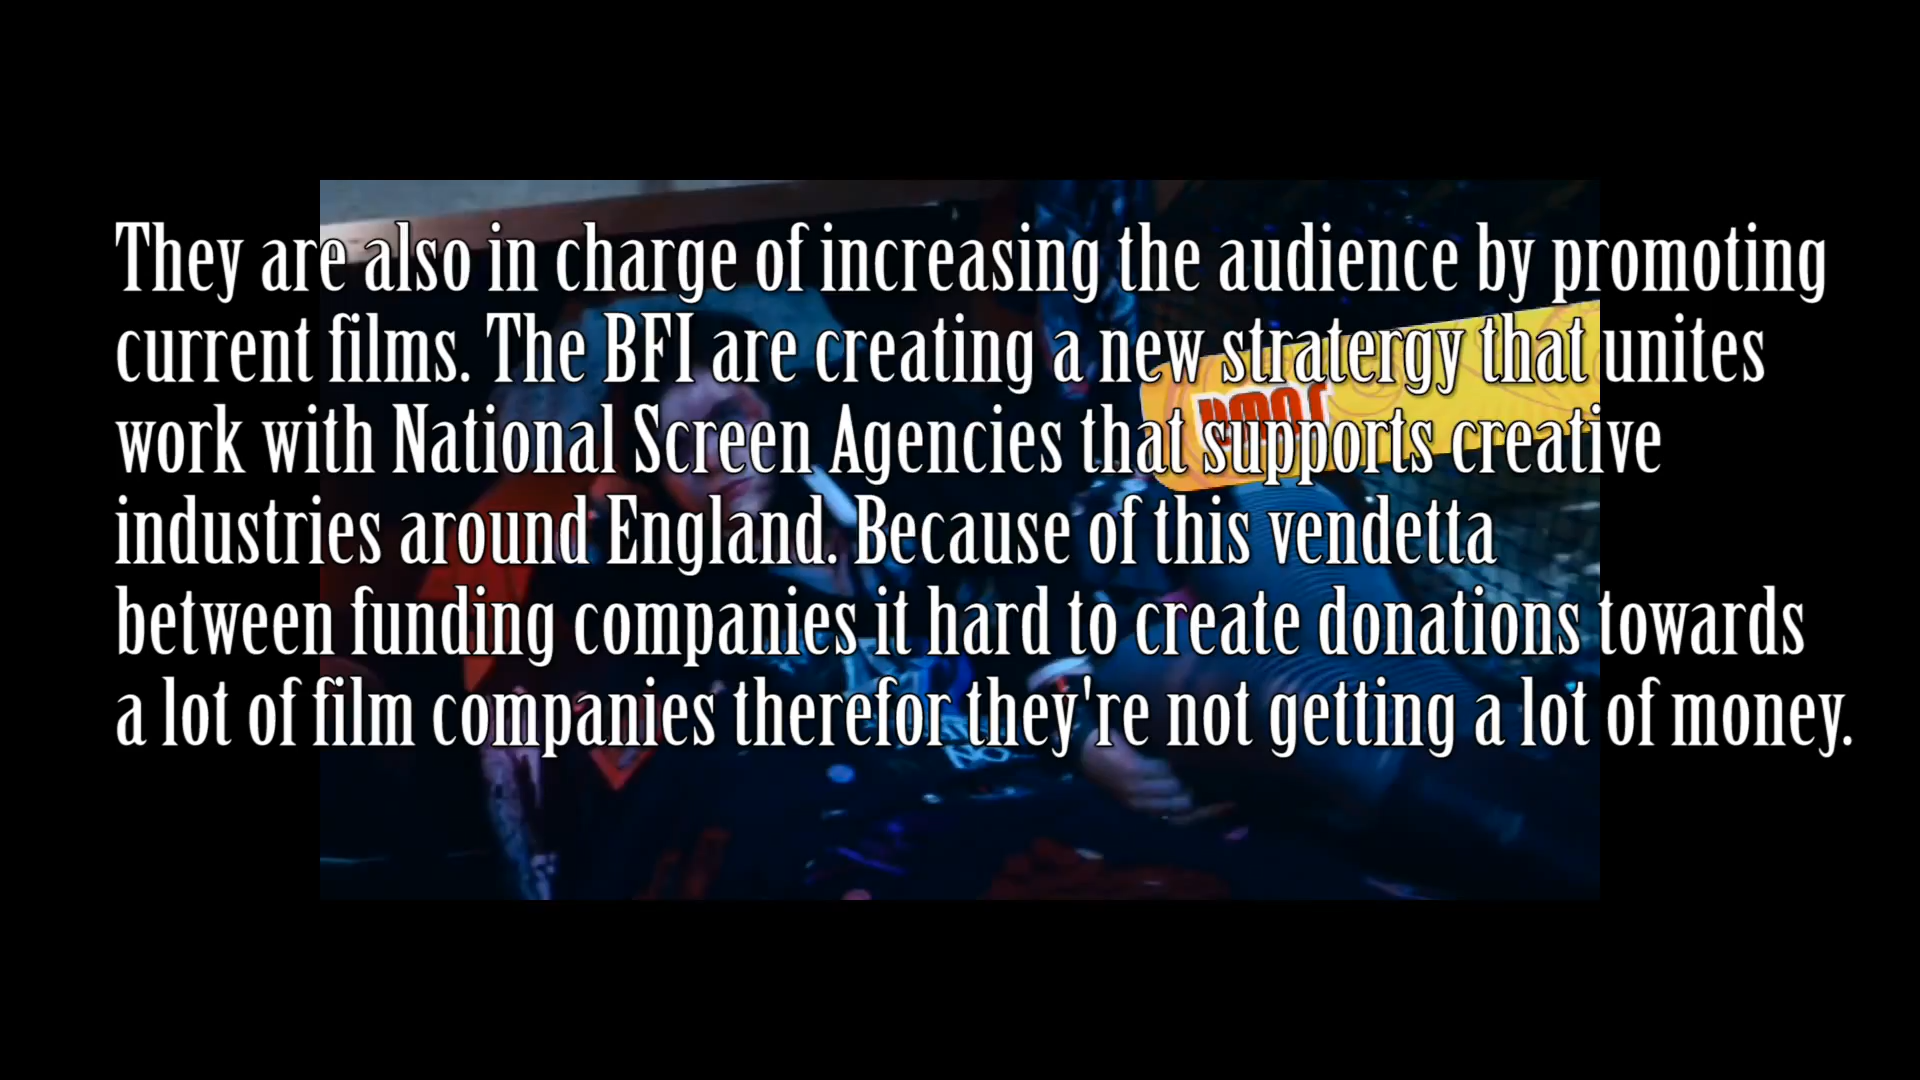 They are also in charge of increasing the audience by promoting
current films. The BFI are creating a new stratergy that unites
work with National Screen Agencies that supports creative
industries around England. Because of this vendetta
between funding companies it hard to create donations towards
a lot of film companies therefor they're not getting a lot of money.